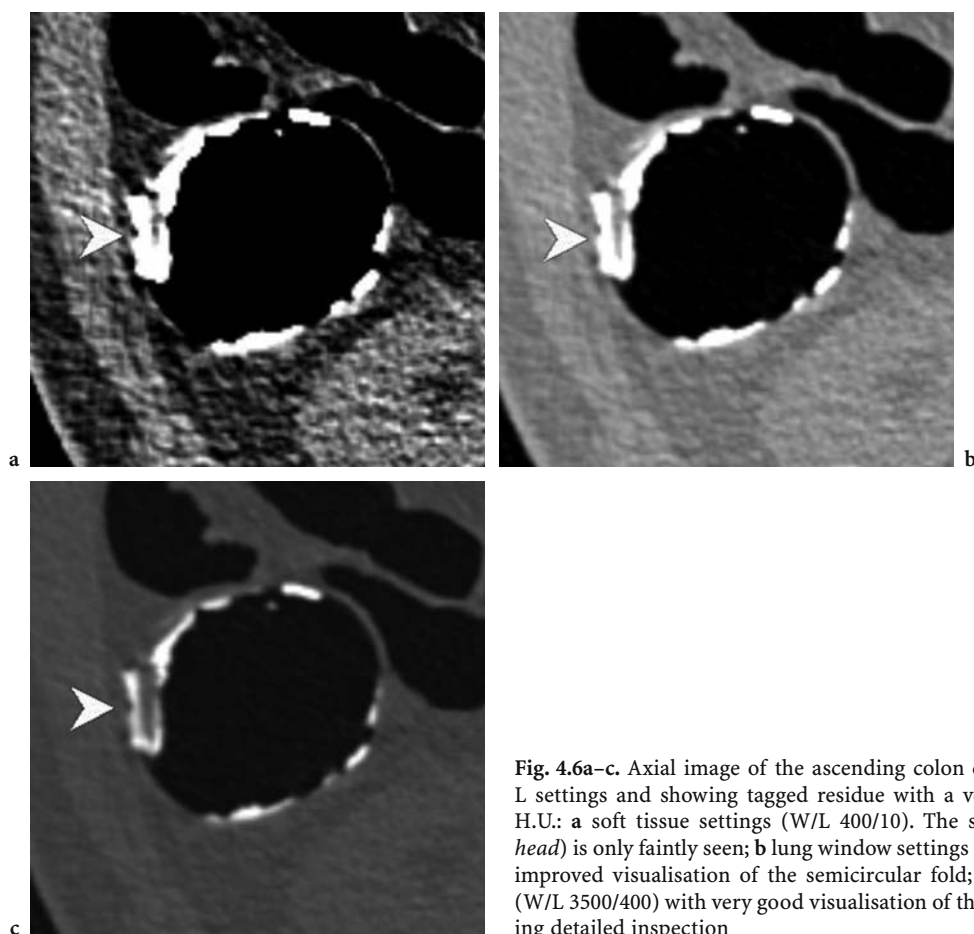 a
b
c
Fig. 4.6a–c. Axial image of the ascending colon
L settings and showing tagged residue with a
H.U.: a soft tissue settings (W/L 400/10). The
head) is only faintly seen; b lung window settings
improved visualisation of the semicircular fold;
(W/L 3500/400) with very good visualisation of
ing detailed inspection